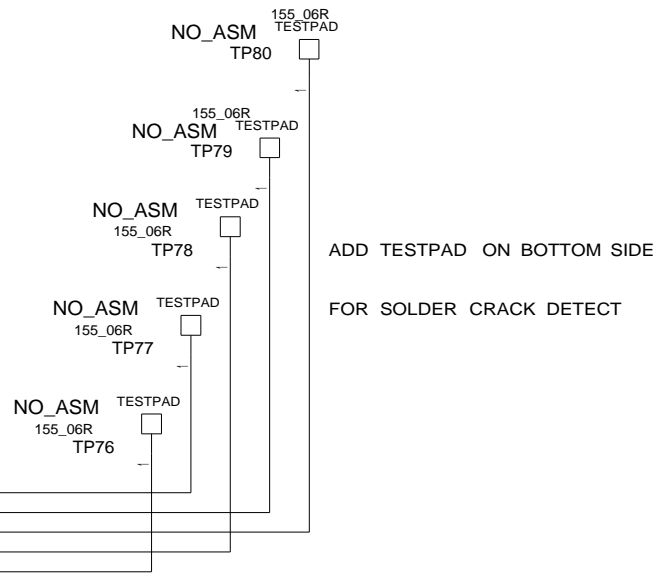 155_06R
NO_ASM TESTPAD
TP80
155_06R
NO_ASM TESTPAD
TP79
NO_ASM TESTPAD
155_06R
TP78
ADD TESTPAD ON BOTTOM SIDE
FOR SOLDER CRACK DETECT
NO_ASM TESTPAD
155_06R
TP77
NO_ASM TESTPAD
155_06R
TP76